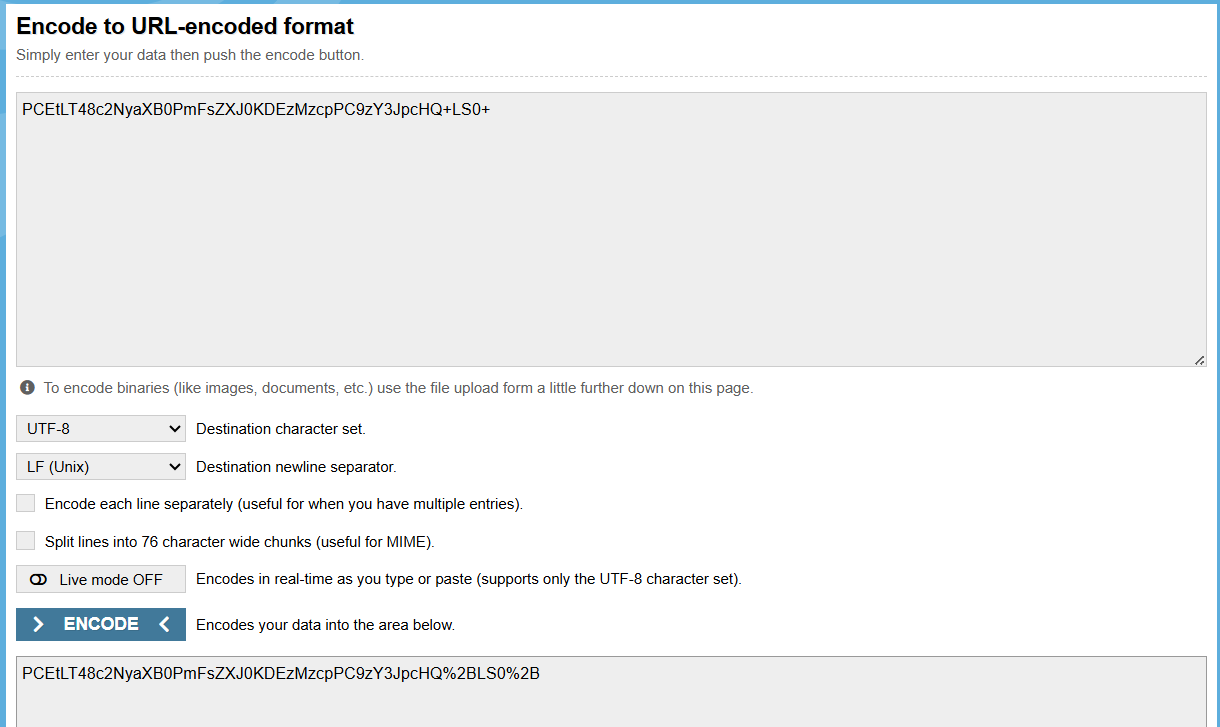 Encode to URL-encoded format
Simply enter your data then push the encode button.
PCEtLT48c2NyaXB0PmFsZXJ0KDEzMzcpPC9zY3JpcHQ+LS0+
To encode binaries (like images, documents, etc.) use the file upload form a little further down on this page.
UTF-8 Destination character set.
LF (Unix) Destination newline separator.
Encode each line separately (useful for when you have multiple entries).
Split lines into 76 character wide chunks (useful for MIME).
Live mode OFF Encodes in real-time as you type or paste (supports only the UTF-8 character set).
> ENCODE < Encodes your data into the area below.
PCEtLT48c2NyaXB0PmFsZXJ0KDEzMzcpPC9zY3JpcHQ%2BLS0%2B